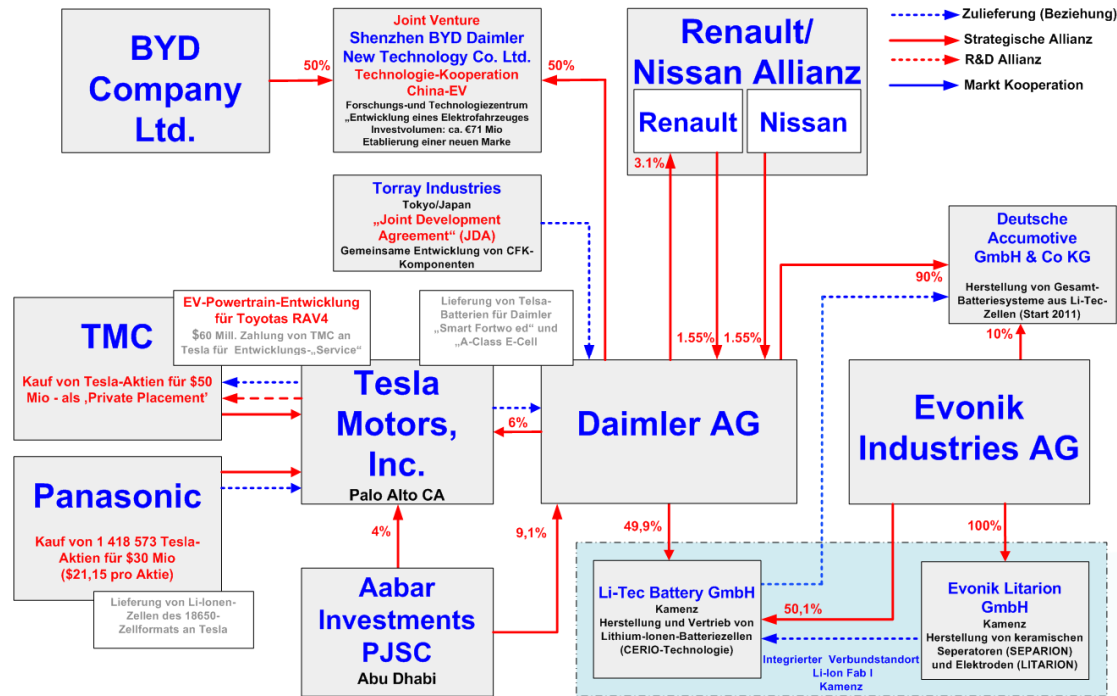 BYD
Company
Ltd.
50%
Joint Venture
Shenzhen BYD Daimler
New Technology Co. Ltd.
Technologie-Kooperation
China-EV
Forschungs-und Technologiezentrum
„Entwicklung eines Elektrofahrzeuges
Investvolumen: ca. €71 Mio
Etablierung einer neuen Marke
50%
Renault/
Nissan Allianz
Renault
Nissan
3.1%
Zulieferung (Beziehung)
Strategische Allianz
R&D Allianz
Markt Kooperation
Torray Industries
Tokyo/Japan
„Joint Development
Agreement“ (JDA)
Gemeinsame Entwicklung von CFK-
Komponenten
Deutsche
Accumotive
GmbH & Co KG
Herstellung von Gesamt-
Batteriesysteme aus Li-Tec-
Zellen (Start 2011)
90%
10%
TMC
Kauf von Tesla-Aktien für $50
Mio - als ‚Private Placement’
EV-Powertrain-Entwicklung
für Toyotas RAV4
$60 Mill. Zahlung von TMC an
Tesla für Entwicklungs-„Service“
Lieferung von Telsa-
Batterien für Daimler
„Smart Fortwo ed“ und
„A-Class E-Cell
1.55%
1.55%
Tesla
Motors,
Inc.
Palo Alto CA
6%
Daimler AG
Evonik
Industries AG
Panasonic
Kauf von 1 418 573 Tesla-
Aktien für $30 Mio
($21,15 pro Aktie)
Lieferung von Li-Ionen-
Zellen des 18650-
Zellformats an Tesla
4%
9,1%
49,9%
100%
Aabar
Investments
PJSC
Abu Dhabi
Li-Tec Battery GmbH
Kamenz
Herstellung und Vertrieb von
Lithium-Ionen-Batteriezellen
(CERIO-Technologie)
50,1%
Evonik Litarion
GmbH
Kamenz
Herstellung von keramischen
Seperatoren (SEPARION)
und Elektroden (LITARION)
Integrierter Verbundstandort
Li-Ion Fab I
Kamenz